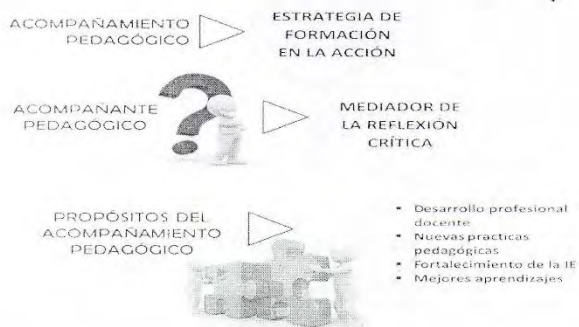 ACOMPAÑAMIENTO
PEDAGÓGICO
ESTRATEGIA DE
FORMACIÓN
EN LA ACCIÓN
ACOMPAÑANTE
PEDAGÓGICO
MEDIADOR DE
LA REFLEXIÓN
CRÍTICA
PROPÓSITOS DEL
ACOMPAÑAMIENTO
PEDAGÓGICO
• Desarrollo profesional
docente
• Nuevas practicas
pedagógicas
• Fortalecimiento de la IE
• Mejores aprendizajes